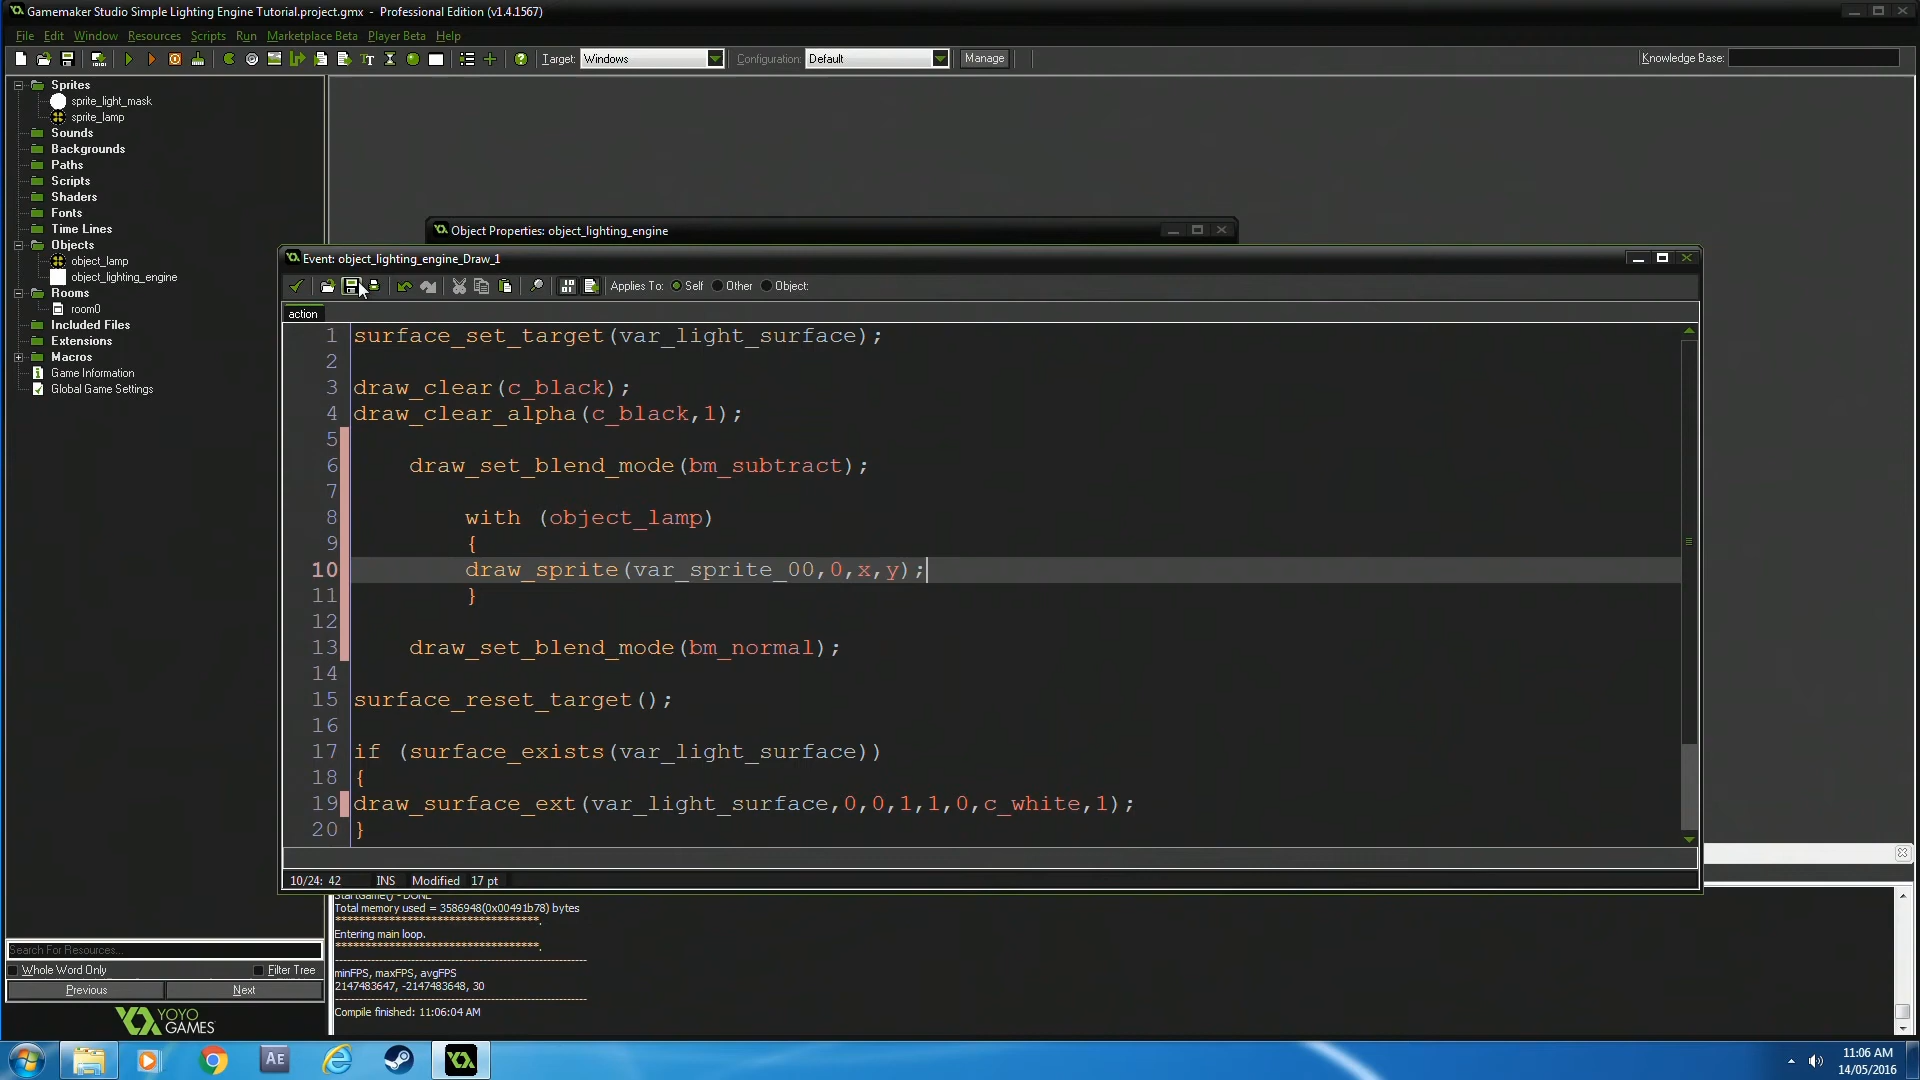 Gamemaker Studio Simple Lighting Engine Tutorial.project.gmx - Professional Edition (v1.4.1567)
File Edit Window Resources Scripts Run Marketplace Beta Player Beta Help
Target: Windows Configuration: Default Manage Knowledge Base:
Sprites
sprite_light_mask
sprite_lamp
Sounds
Backgrounds
Paths
Scripts
Shaders
Fonts
Time Lines
Objects
object_lamp
object_lighting_engine
Rooms
room0
Included Files
Extensions
Macros
Game Information
Global Game Settings
Search For Resources...
Whole Word Only Filter Tree
Previous Next
YOYO
GAMES
Object Properties: object_lighting_engine
Event: object_lighting_engine_Draw_1
Applies To: Self Other Object:
action
1 surface_set_target(var_light_surface);
2
3 draw_clear(c_black);
4 draw_clear_alpha(c_black,1);
5
6 draw_set_blend_mode(bm_subtract);
7
8 with (object_lamp)
9 {
10 draw_sprite(var_sprite_00,0,x,y);
11 }
12
13 draw_set_blend_mode(bm_normal);
14
15 surface_reset_target();
16
17 if (surface_exists(var_light_surface))
18 {
19 draw_surface_ext(var_light_surface,0,0,1,1,0,c_white,1);
20 }
10/24: 42 INS Modified 17 pt
StartGame() - DONE
Total memory used = 3586948(0x00491b78) bytes
Entering main loop.
minFPS, maxFPS, avgFPS
2147483647, -2147483648, 30
Compile finished: 11:06:04 AM
AE
11:06 AM
14/05/2016